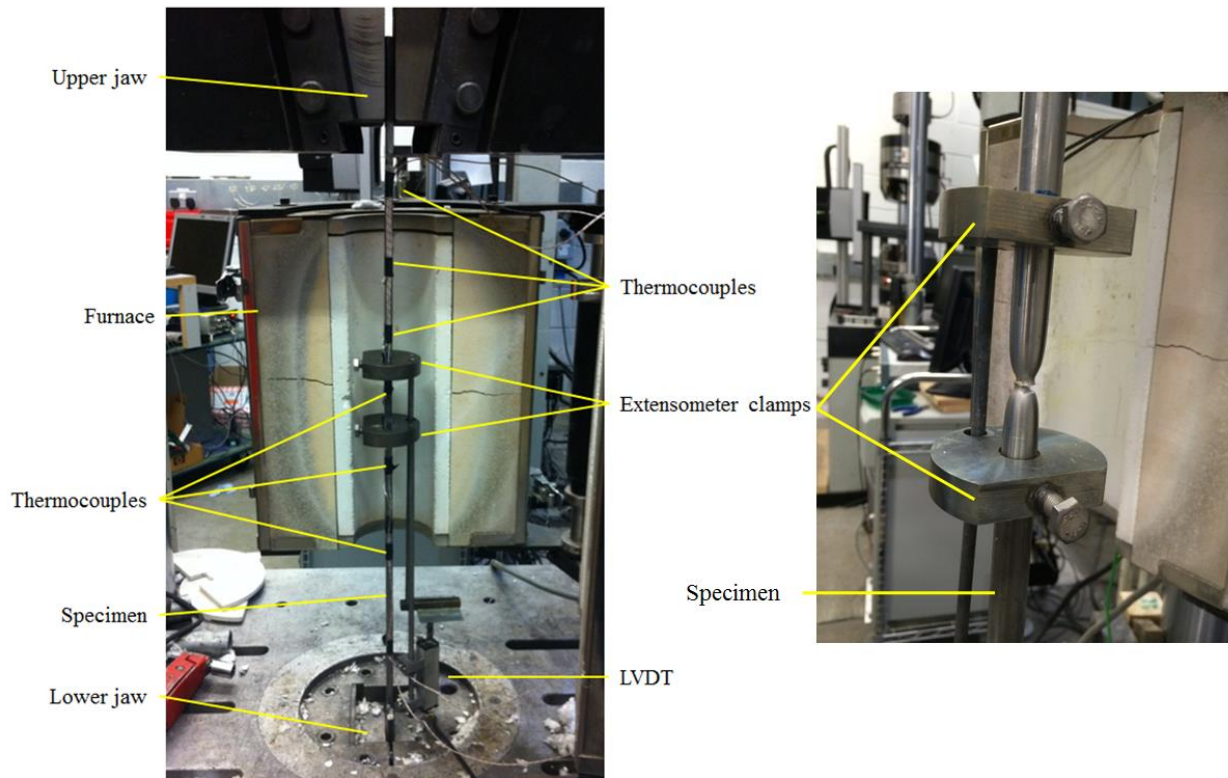 Upper jaw
Furnace
Thermocouples
Extensometer clamps
Thermocouples
Specimen
Lower jaw
LVDT
Specimen